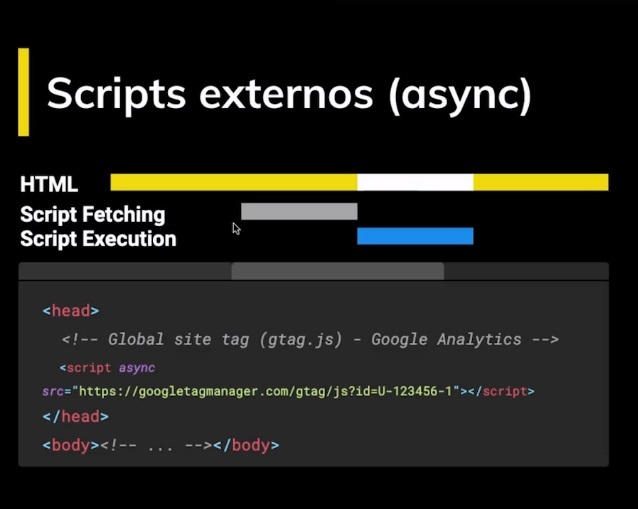 Scripts externos (async)
HTML
Script Fetching
Script Execution
<head>
<!-- Global site tag (gtag.js) - Google Analytics -->
<script async
src="https://googletagmanager.com/gtag/js?id=U-123456-1"></script>
</head>
<body><!-- ... --></body>